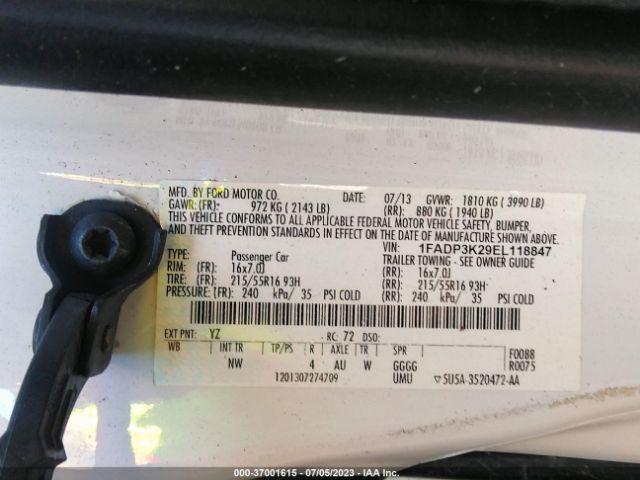 MFD. BY FORD MOTOR CO.
DATE: 07/13 GVWR: 1810 KG ( 3990 LB)
GAWR: (FR): 972 KG ( 2143 LB) (RR): 880 KG ( 1940 LB)
THIS VEHICLE CONFORMS TO ALL APPLICABLE FEDERAL MOTOR VEHICLE SAFETY, BUMPER,
AND THEFT PREVENTION STANDARDS IN EFFECT ON THE DATE OF MANUFACTURE SHOWN ABOVE.
VIN: 1FADP3K29EL118847
TYPE: Passenger Car TRAILER TOWING - SEE OWNER GUIDE
RIM: (FR): 16x7.0J (RR): 16x7.0J
TIRE: (FR): 215/55R16 93H (RR): 215/55R16 93H
PRESSURE: (FR): 240 kPa/ 35 PSI COLD (RR): 240 kPa/ 35 PSI COLD
EXT PNT: YZ RC: 72 DSO:
WB INT TR TP/PS R AXLE TR SPR F0088
NW 4 AU W GGGG R0075
1201307274709 UMU 5U5A-3520472-AA
000-37001615 - 07/05/2023 - IAA Inc.